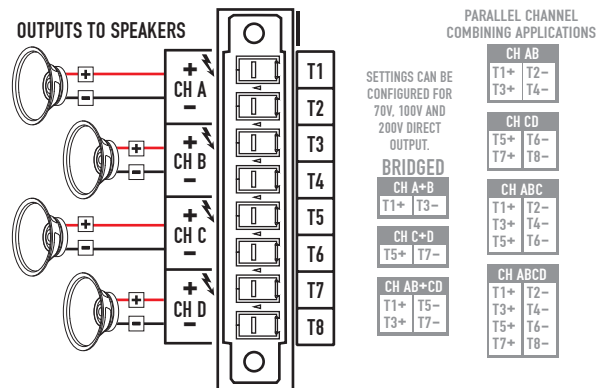 OUTPUTS TO SPEAKERS
+
−
+
CH A
−
T1
T2
+
−
+
CH B
−
T3
T4
+
−
+
CH C
−
T5
T6
+
−
+
CH D
−
T7
T8
SETTINGS CAN BE
CONFIGURED FOR
70V, 100V AND
200V DIRECT
OUTPUT.
BRIDGED
CH A+B
T1+ T3−
CH C+D
T5+ T7−
CH AB+CD
T1+ T5−
T3+ T7−
PARALLEL CHANNEL
COMBINING APPLICATIONS
CH AB
T1+ T2−
T3+ T4−
CH CD
T5+ T6−
T7+ T8−
CH ABC
T1+ T2−
T3+ T4−
T5+ T6−
CH ABCD
T1+ T2−
T3+ T4−
T5+ T6−
T7+ T8−